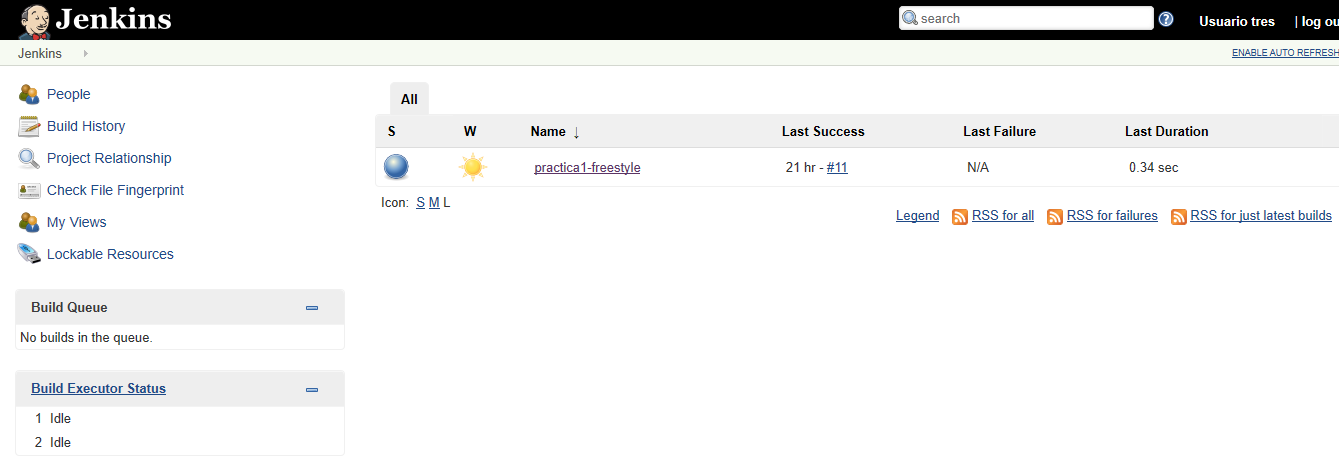 Jenkins
search
Usuario tres | log ou
Jenkins
ENABLE AUTO REFRESH
People
Build History
Project Relationship
Check File Fingerprint
My Views
Lockable Resources
Build Queue
No builds in the queue.
Build Executor Status
1 Idle
2 Idle
All
S W Name ↓ Last Success Last Failure Last Duration
practica1-freestyle 21 hr - #11 N/A 0.34 sec
Icon: S M L
Legend RSS for all RSS for failures RSS for just latest builds